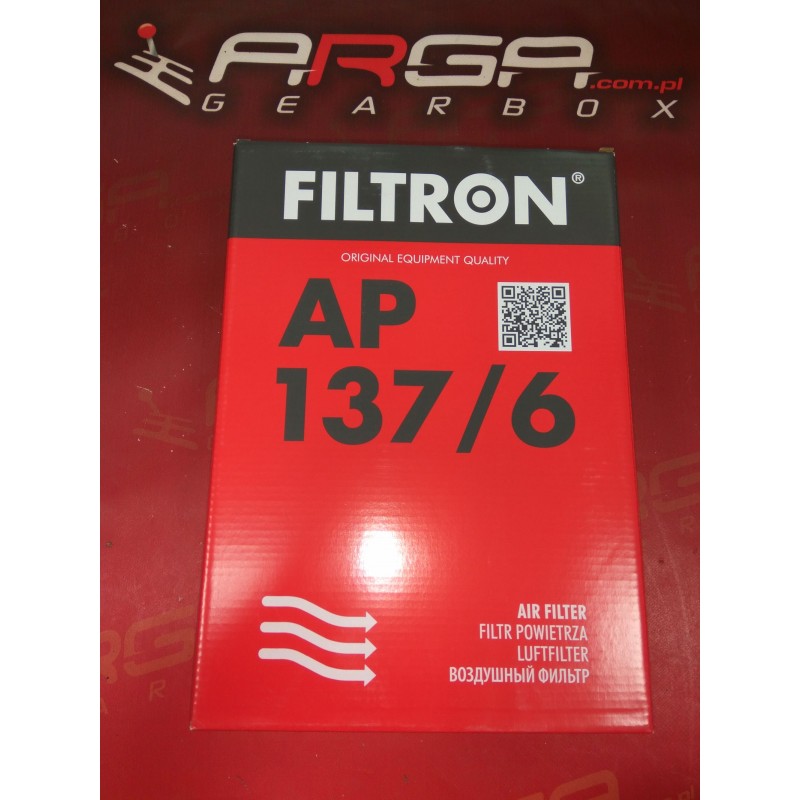 ARGA.com.pl
GEARBOX
FILTRON®
ORIGINAL EQUIPMENT QUALITY
AP
137/6
AIR FILTER
FILTR POWIETRZA
LUFTFILTER
ВОЗДУШНЫЙ ФИЛЬТР